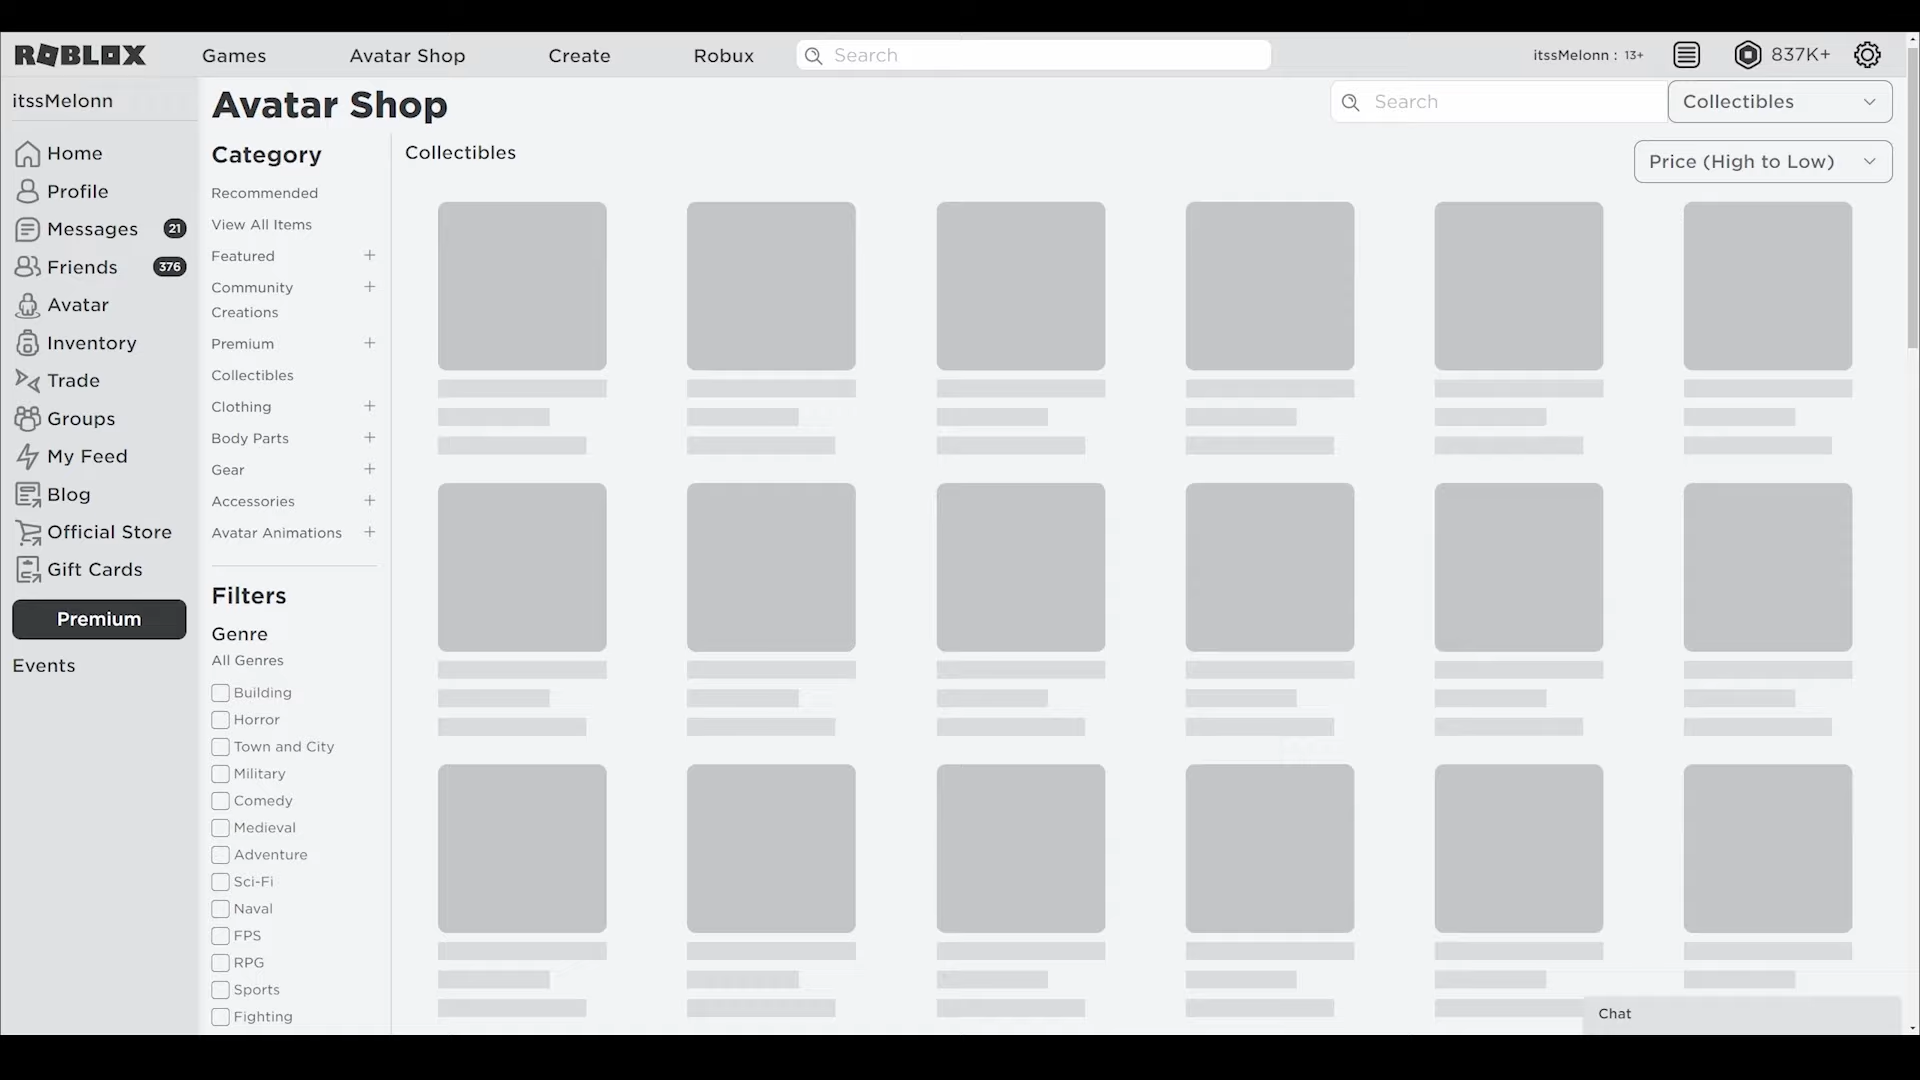 ROBLOX
Games
Avatar Shop
Create
Robux
Search
itssMelonn : 13+
837K+
itssMelonn
Home
Profile
Messages 21
Friends 376
Avatar
Inventory
Trade
Groups
My Feed
Blog
Official Store
Gift Cards
Premium
Events
Avatar Shop
Search
Collectibles
Category
Recommended
View All Items
Featured +
Community +
Creations
Premium +
Collectibles
Clothing +
Body Parts +
Gear +
Accessories +
Avatar Animations +
Filters
Genre
All Genres
Building
Horror
Town and City
Military
Comedy
Medieval
Adventure
Sci-Fi
Naval
FPS
RPG
Sports
Fighting
Collectibles
Price (High to Low)
Chat